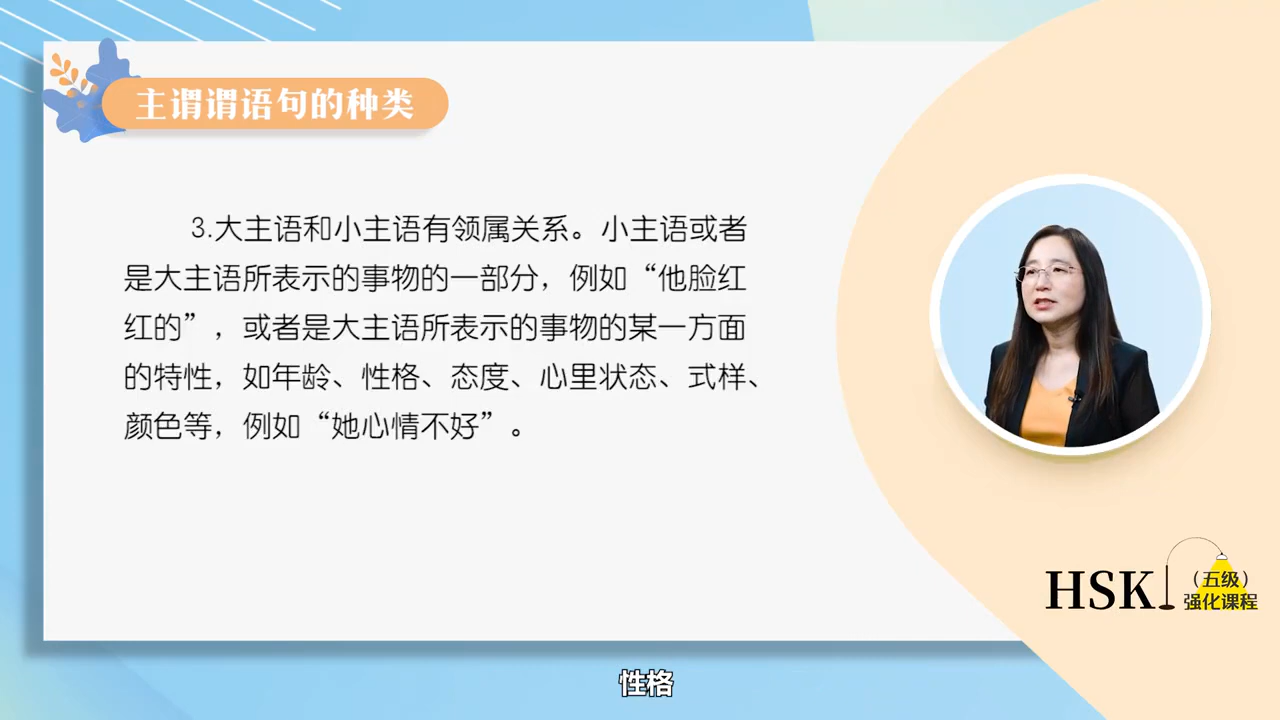 主谓谓语句的种类
3.大主语和小主语有领属关系。小主语或者
是大主语所表示的事物的一部分，例如“他脸红
红的”，或者是大主语所表示的事物的某一方面
的特性，如年龄、性格、态度、心里状态、式样、
颜色等，例如“她心情不好”。
HSK
（五级）
强化课程
性格